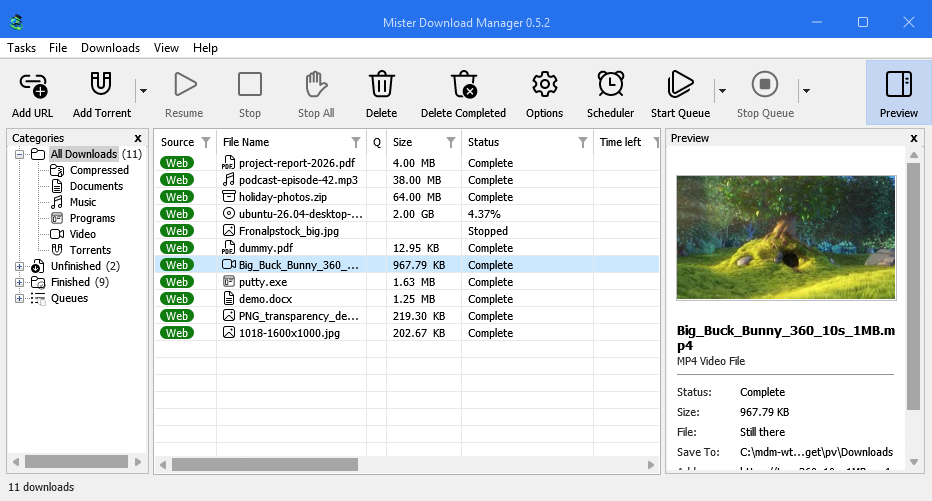 Mister Download Manager 0.5.2
Tasks File Downloads View Help
Add URL Add Torrent Resume Stop Stop All Delete Delete Completed Options Scheduler Start Queue Stop Queue Preview
Categories x
All Downloads (11)
Compressed
Documents
Music
Programs
Video
Torrents
Unfinished (2)
Finished (9)
Queues
Source File Name Q Size Status Time left
Web project-report-2026.pdf 4.00 MB Complete
Web podcast-episode-42.mp3 38.00 MB Complete
Web holiday-photos.zip 64.00 MB Complete
Web ubuntu-26.04-desktop-... 2.00 GB 4.37%
Web Fronalpstock_big.jpg Stopped
Web dummy.pdf 12.95 KB Complete
Web Big_Buck_Bunny_360_... 967.79 KB Complete
Web putty.exe 1.63 MB Complete
Web demo.docx 1.25 MB Complete
Web PNG_transparency_de... 219.30 KB Complete
Web 1018-1600x1000.jpg 202.67 KB Complete
Preview x
Big_Buck_Bunny_360_10s_1MB.m
p4
MP4 Video File
Status: Complete
Size: 967.79 KB
File: Still there
Save To: C:\mdm-wt...get\pv\Downloads
11 downloads